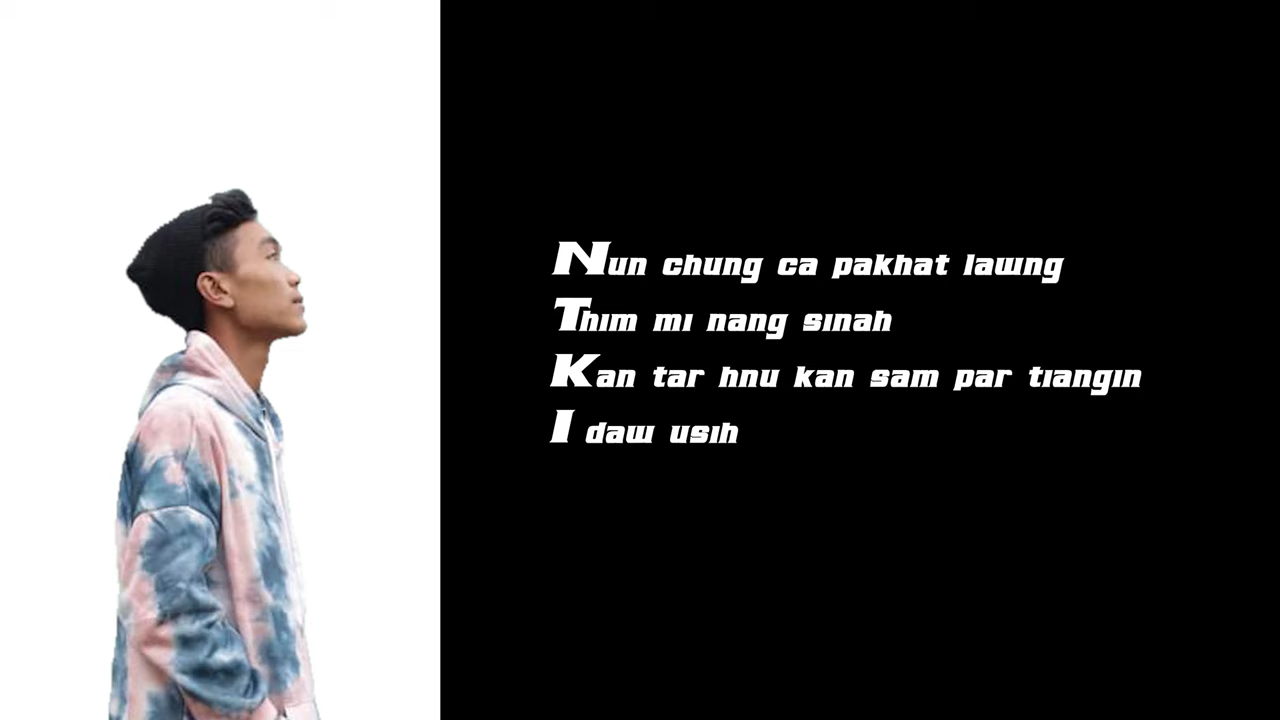 Nun chung ca pakhat lawng
Thim mi nang sinah
Kan tar hnu kan sam par tiangin
I daw usih